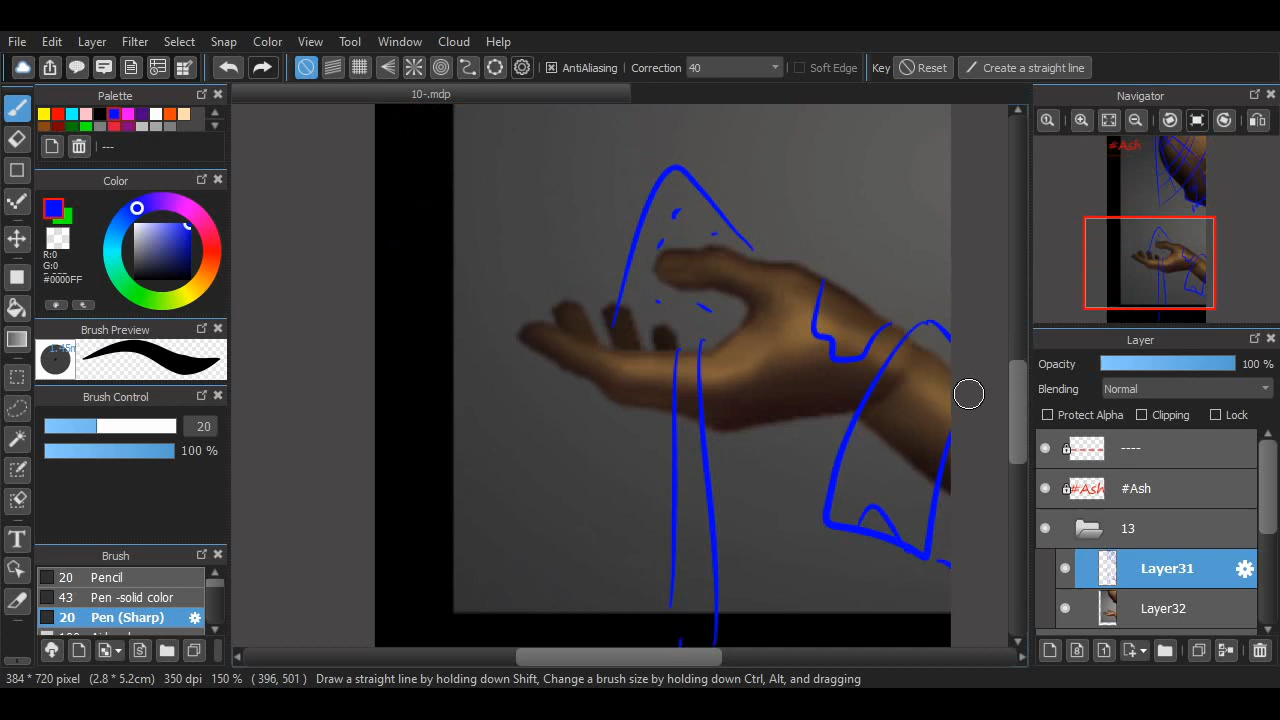 File Edit Layer Filter Select Snap Color View Tool Window Cloud Help
AntiAliasing Correction 40 Soft Edge Key Reset Create a straight line
Palette
10-.mdp
Navigator
---
#Ash
Color
R:0
G:0
#0000FF
Brush Preview
Layer
Opacity 100 %
Blending Normal
Brush Control
Protect Alpha Clipping Lock
20
100 %
----
#Ash #Ash
13
Brush
20 Pencil
43 Pen -solid color
20 Pen (Sharp)
Layer31
Layer32
384 * 720 pixel (2.8 * 5.2cm) 350 dpi 150 % ( 396, 501 ) Draw a straight line by holding down Shift, Change a brush size by holding down Ctrl, Alt, and dragging